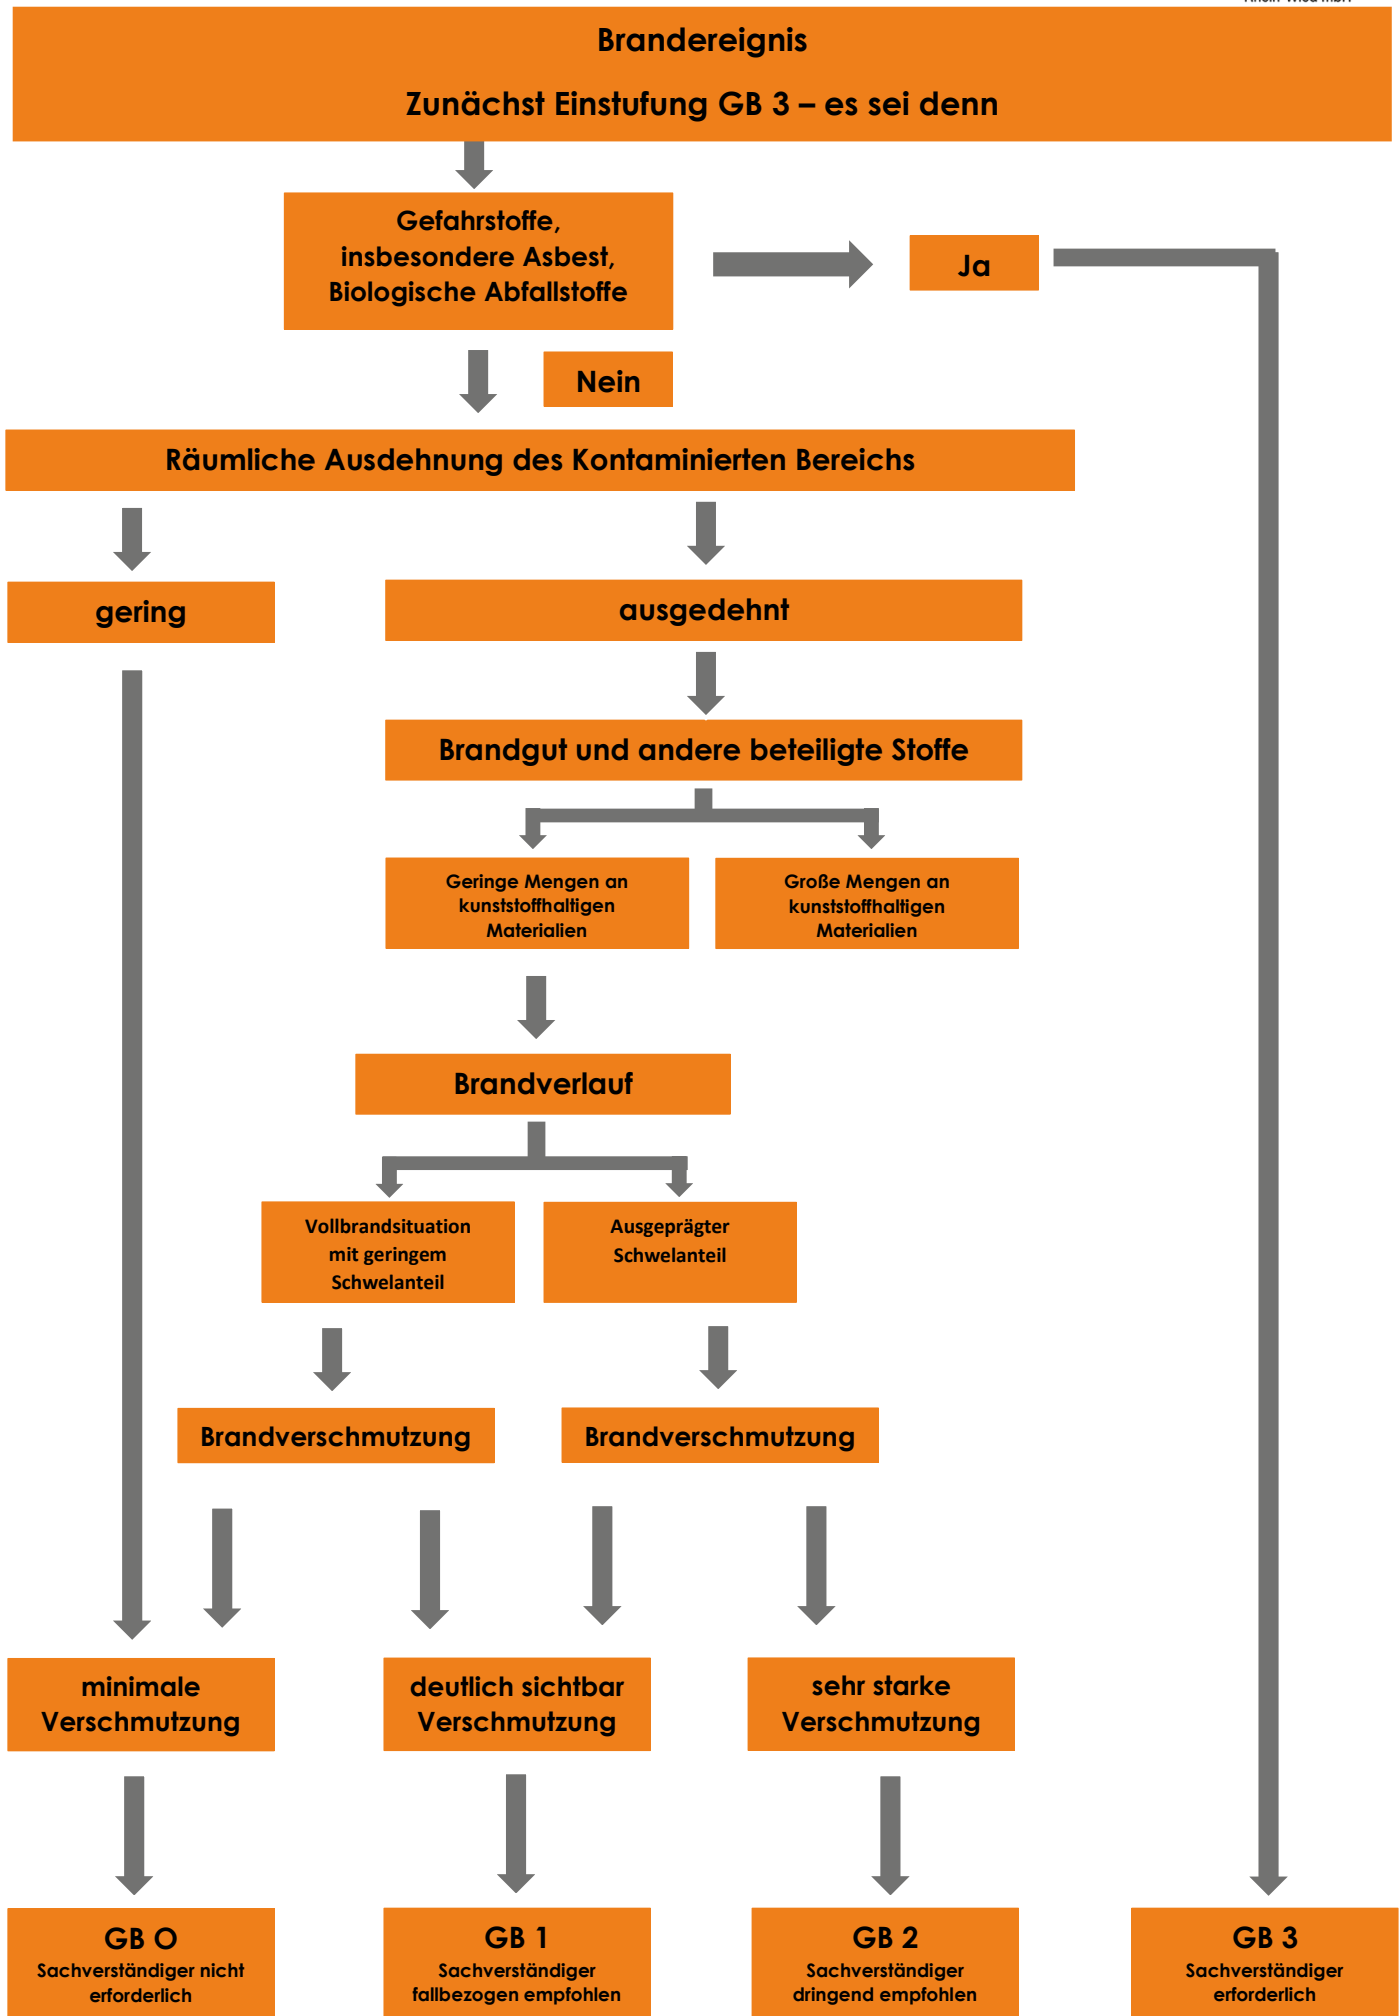 Brandereignis
Zunächst Einstufung GB 3 – es sei denn
Gefahrstoffe,
insbesondere Asbest,
Biologische Abfallstoffe
Ja
Nein
Räumliche Ausdehnung des Kontaminierten Bereichs
gering
ausgedehnt
Brandgut und andere beteiligte Stoffe
Geringe Mengen an
kunststoffhaltigen
Materialien
Große Mengen an
kunststoffhaltigen
Materialien
Brandverlauf
Vollbrandsituation
mit geringem
Schwelanteil
Ausgeprägter
Schwelanteil
Brandverschmutzung
Brandverschmutzung
minimale
Verschmutzung
deutlich sichtbar
Verschmutzung
sehr starke
Verschmutzung
GB O
Sachverständiger nicht
erforderlich
GB 1
Sachverständiger
fallbezogen empfohlen
GB 2
Sachverständiger
dringend empfohlen
GB 3
Sachverständiger
erforderlich